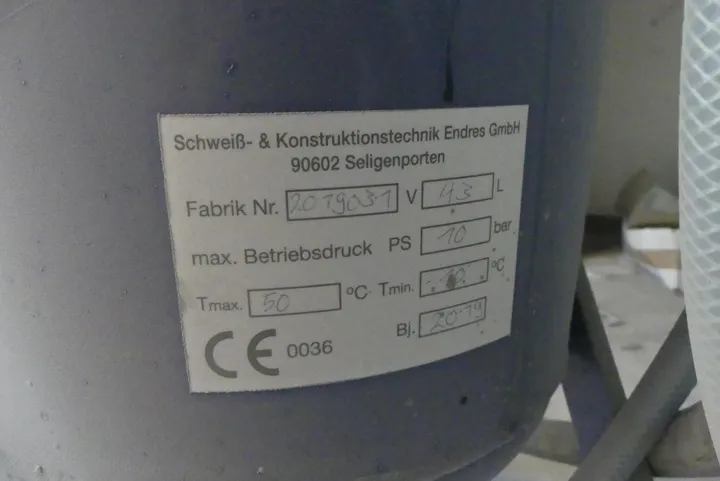 Schweiß- & Konstruktionstechnik Endres GmbH
90602 Seligenporten
Fabrik Nr. 2019031 V 43 L
max. Betriebsdruck PS 10 bar
Tmax. 50 °C Tmin. -10 °C
CE 0036 Bj. 2019